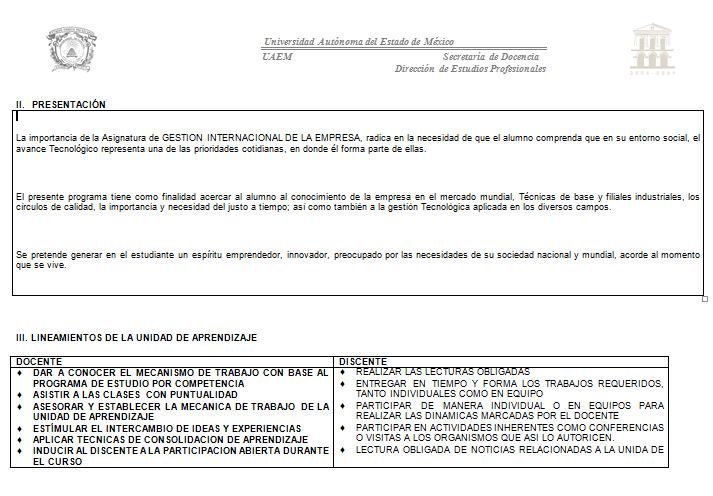 Universidad Autónoma del Estado de México
UAEM Secretaría de Docencia
Dirección de Estudios Profesionales
II. PRESENTACIÓN
La importancia de la Asignatura de GESTION INTERNACIONAL DE LA EMPRESA, radica en la necesidad de que el alumno comprenda que en su entorno social, el
avance Tecnológico representa una de las prioridades cotidianas, en donde él forma parte de ellas.
El presente programa tiene como finalidad acercar al alumno al conocimiento de la empresa en el mercado mundial, Técnicas de base y filiales industriales, los
círculos de calidad, la importancia y necesidad del justo a tiempo; así como también a la gestión Tecnológica aplicada en los diversos campos.
Se pretende generar en el estudiante un espíritu emprendedor, innovador, preocupado por las necesidades de su sociedad nacional y mundial, acorde al momento
que se vive.
III. LINEAMIENTOS DE LA UNIDAD DE APRENDIZAJE
DOCENTE
♦ DAR A CONOCER EL MECANISMO DE TRABAJO CON BASE AL
PROGRAMA DE ESTUDIO POR COMPETENCIA
♦ ASISTIR A LAS CLASES CON PUNTUALIDAD
♦ ASESORAR Y ESTABLECER LA MECANICA DE TRABAJO DE LA
UNIDAD DE APRENDIZAJE
♦ ESTÍMULAR EL INTERCAMBIO DE IDEAS Y EXPERIENCIAS
♦ APLICAR TECNICAS DE CONSOLIDACION DE APRENDIZAJE
♦ INDUCIR AL DISCENTE A LA PARTICIPACION ABIERTA DURANTE
EL CURSO
DISCENTE
♦ REALIZAR LAS LECTURAS OBLIGADAS
♦ ENTREGAR EN TIEMPO Y FORMA LOS TRABAJOS REQUERIDOS,
TANTO INDIVIDUALES COMO EN EQUIPO
♦ PARTICIPAR DE MANERA INDIVIDUAL O EN EQUIPOS PARA
REALIZAR LAS DINAMICAS MARCADAS POR EL DOCENTE
♦ PARTICIPAR EN ACTIVIDADES INHERENTES COMO CONFERENCIAS
O VISITAS A LOS ORGANISMOS QUE ASI LO AUTORICEN.
♦ LECTURA OBLIGADA DE NOTICIAS RELACIONADAS A LA UNIDA DE